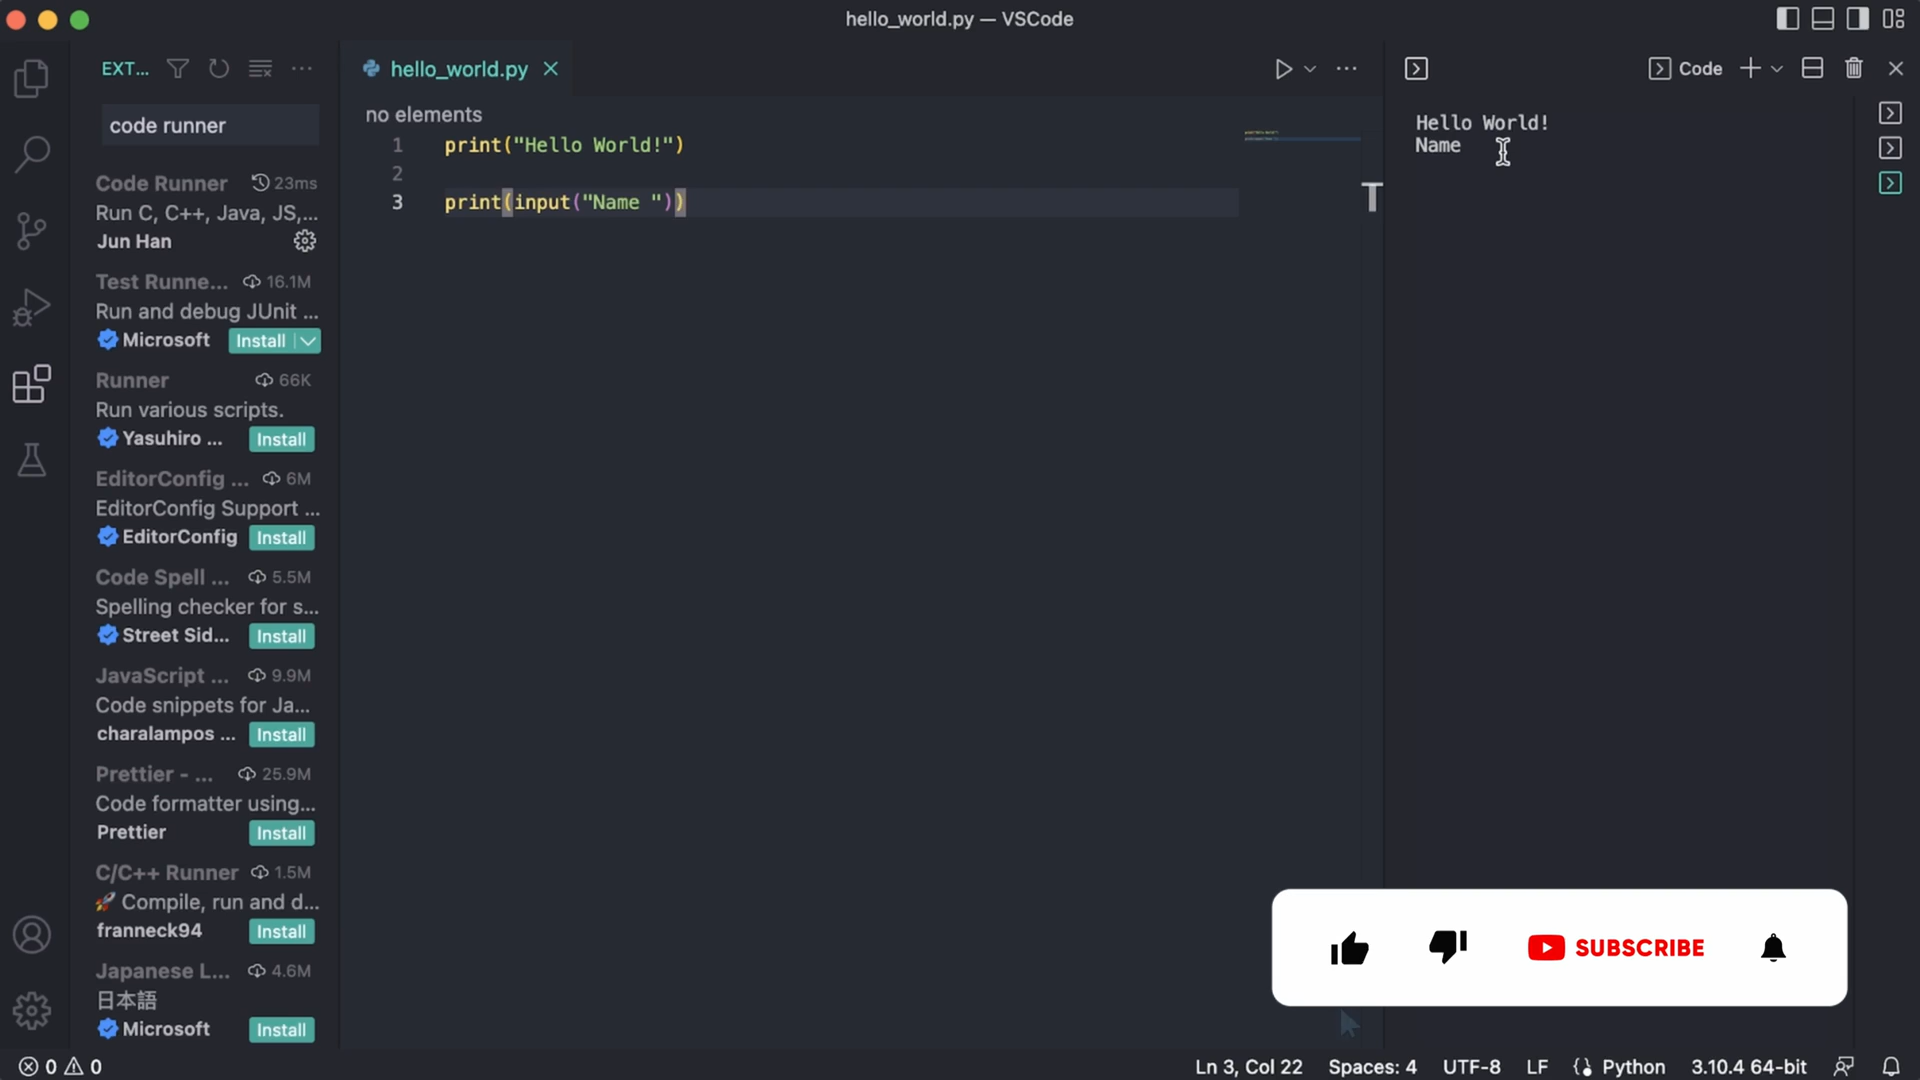 hello_world.py — VSCode
EXT...
code runner
Code Runner 23ms
Run C, C++, Java, JS,...
Jun Han
Test Runne... 16.1M
Run and debug JUnit ...
Microsoft Install
Runner 66K
Run various scripts.
Yasuhiro ... Install
EditorConfig ... 6M
EditorConfig Support ...
EditorConfig Install
Code Spell ... 5.5M
Spelling checker for s...
Street Sid... Install
JavaScript ... 9.9M
Code snippets for Ja...
charalampos ... Install
Prettier - ... 25.9M
Code formatter using...
Prettier Install
C/C++ Runner 1.5M
🚀 Compile, run and d...
franneck94 Install
Japanese L... 4.6M
日本語
Microsoft Install
hello_world.py
no elements
1 print("Hello World!")
2
3 print(input("Name "))
T
Code
Hello World!
Name
SUBSCRIBE
0 0
Ln 3, Col 22 Spaces: 4 UTF-8 LF Python 3.10.4 64-bit